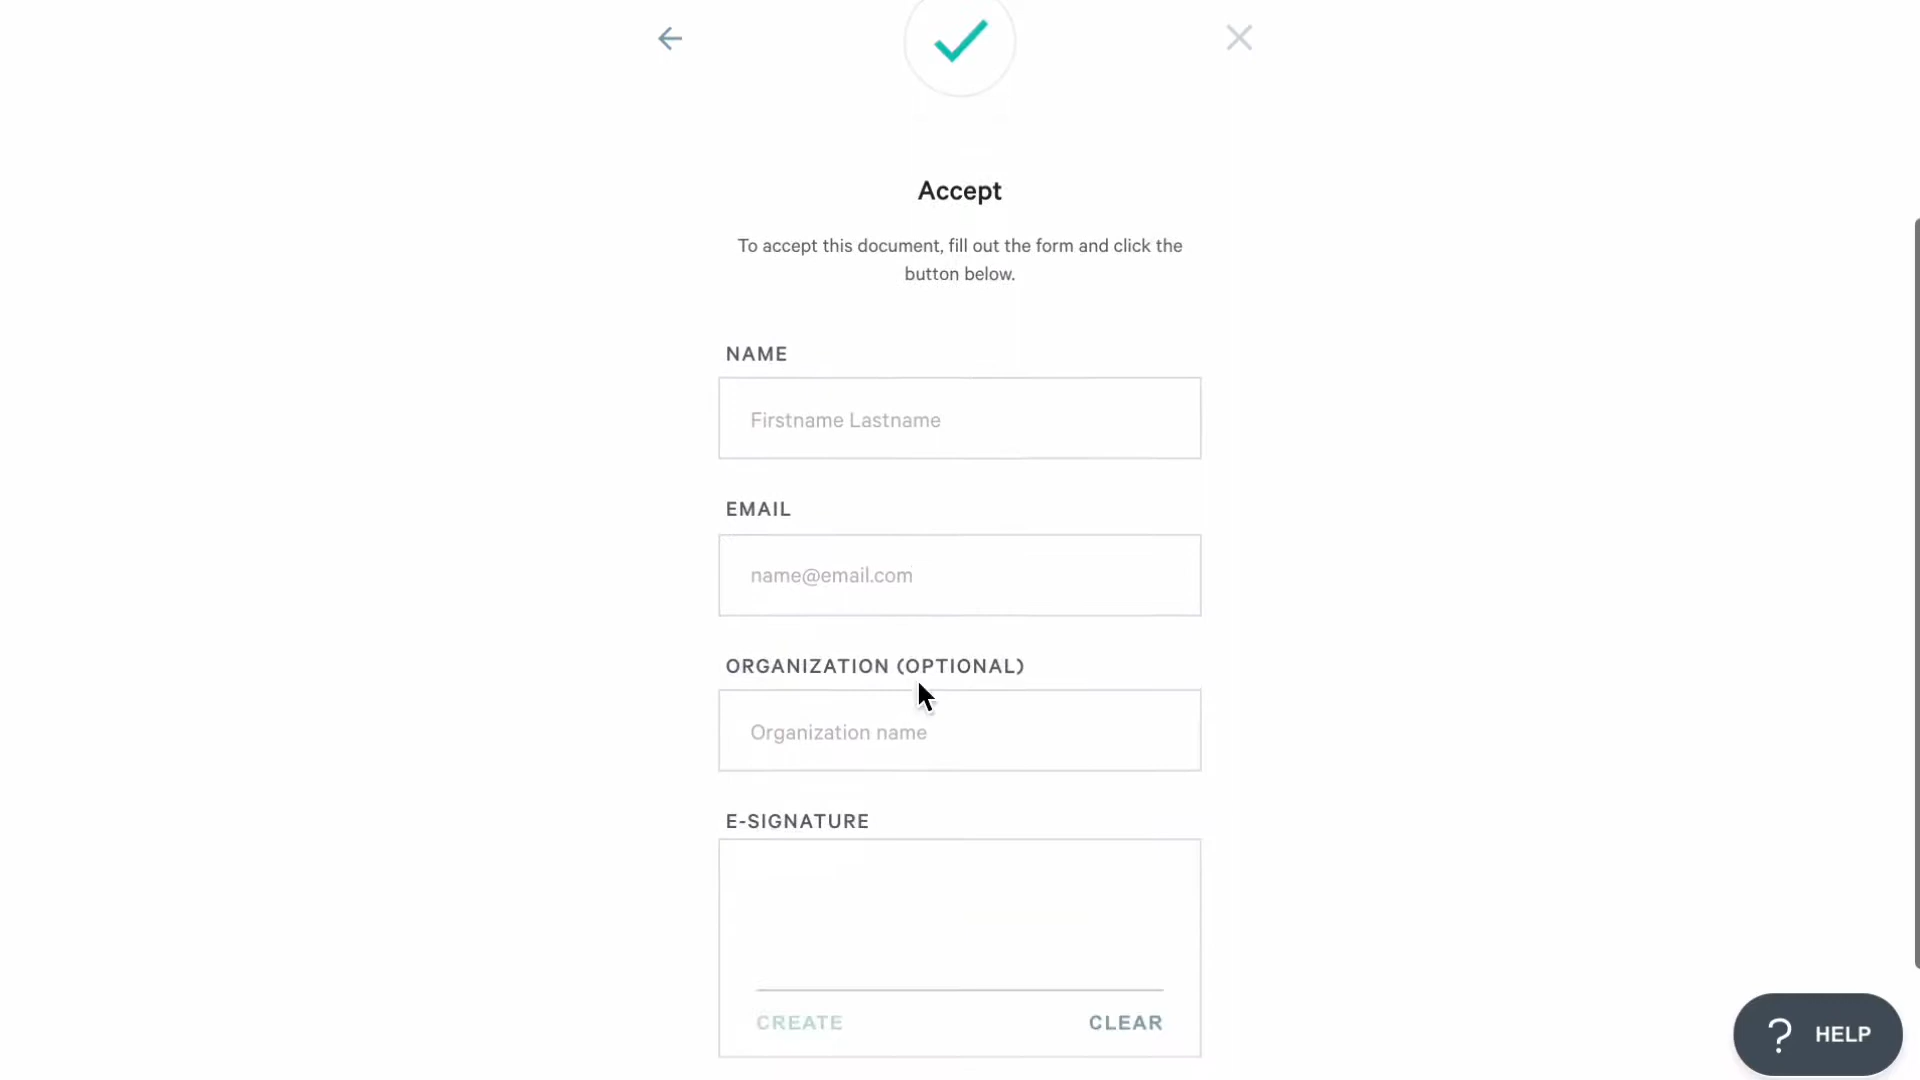 Accept
To accept this document, fill out the form and click the
button below.
NAME
Firstname Lastname
EMAIL
name@email.com
ORGANIZATION (OPTIONAL)
Organization name
E-SIGNATURE
CREATE
CLEAR
? HELP